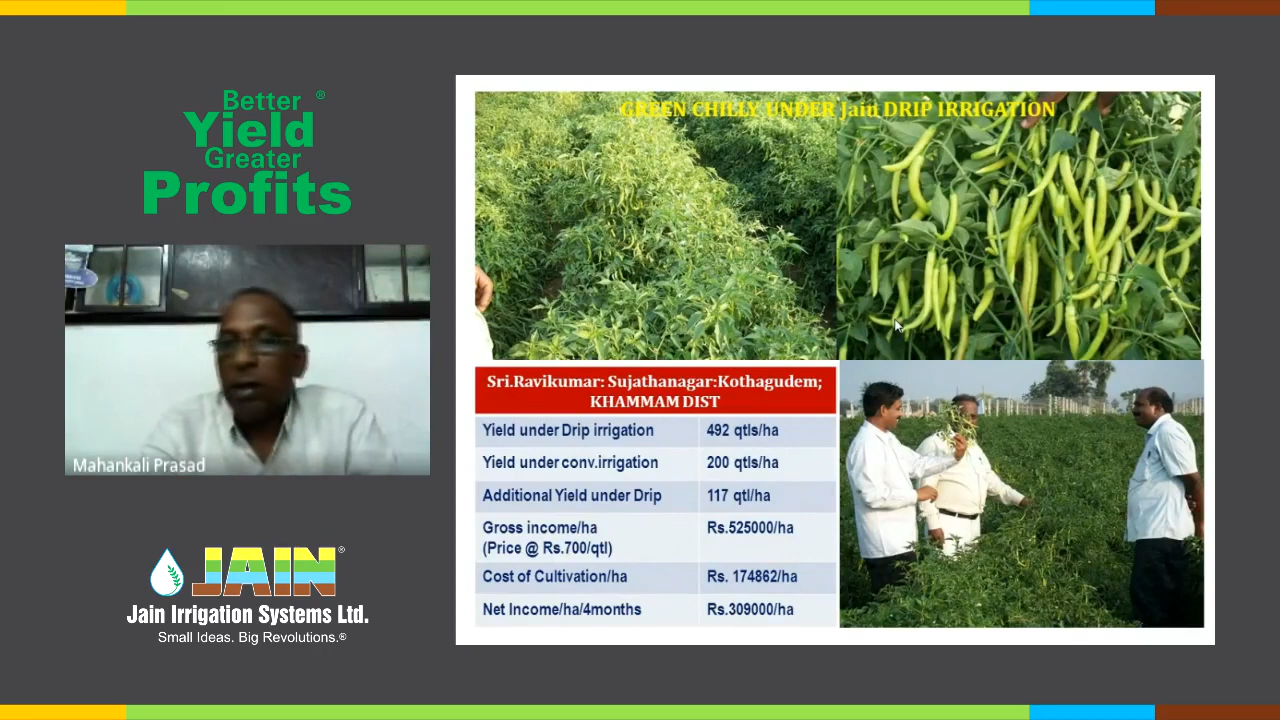 Better ®
Yield
Greater
Profits
Mahankali Prasad
JAIN®
Jain Irrigation Systems Ltd.
Small Ideas. Big Revolutions.®
GREEN CHILLY UNDER Jain DRIP IRRIGATION
Sri.Ravikumar: Sujathanagar:Kothagudem;
KHAMMAM DIST
Yield under Drip irrigation 492 qtls/ha
Yield under conv.irrigation 200 qtls/ha
Additional Yield under Drip 117 qtl/ha
Gross income/ha Rs.525000/ha
(Price @ Rs.700/qtl)
Cost of Cultivation/ha Rs. 174862/ha
Net Income/ha/4months Rs.309000/ha